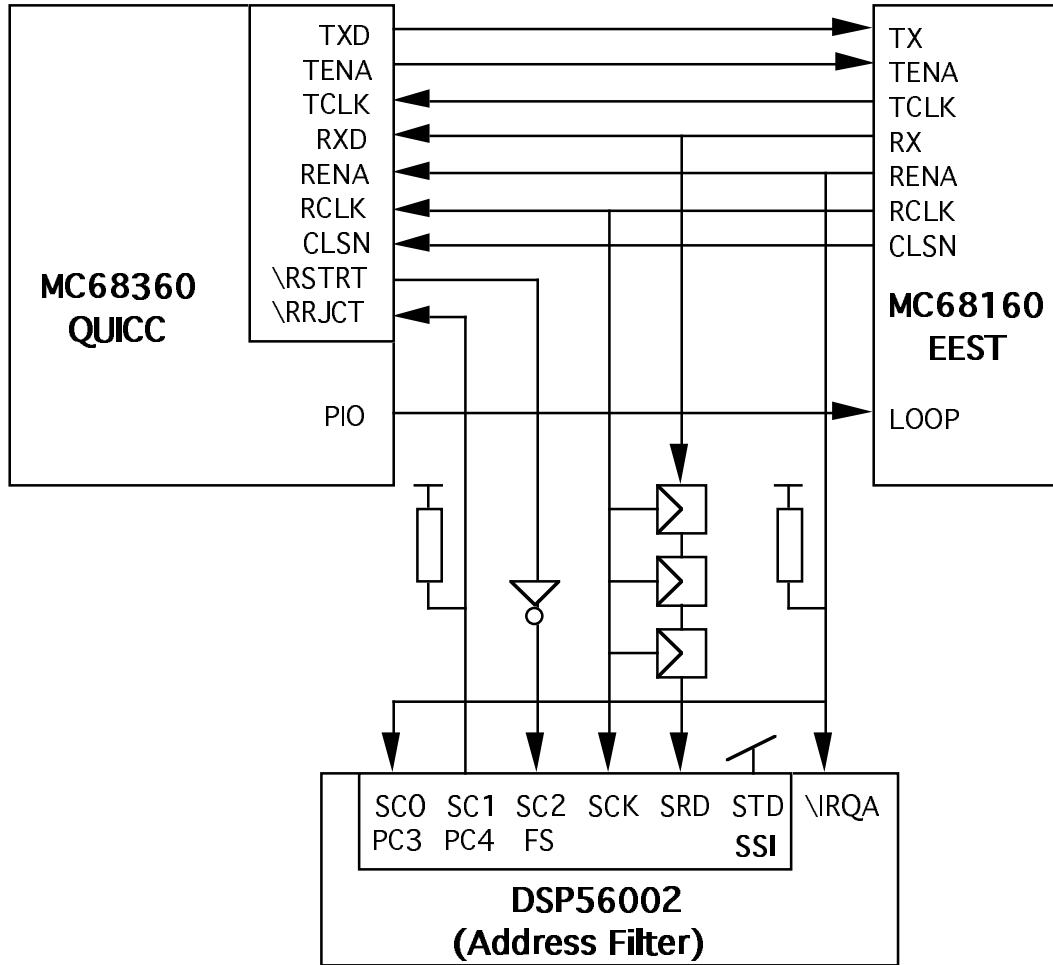 TXD
TENA
TCLK
RXD
RENA
RCLK
CLSN
\RSTRT
\RRJCT
PIO
MC68360
QUICC
TX
TENA
TCLK
RX
RENA
RCLK
CLSN
MC68160
EEST
LOOP
SC0 SC1 SC2 SCK SRD STD \IRQA
PC3 PC4 FS SSI
DSP56002
(Address Filter)